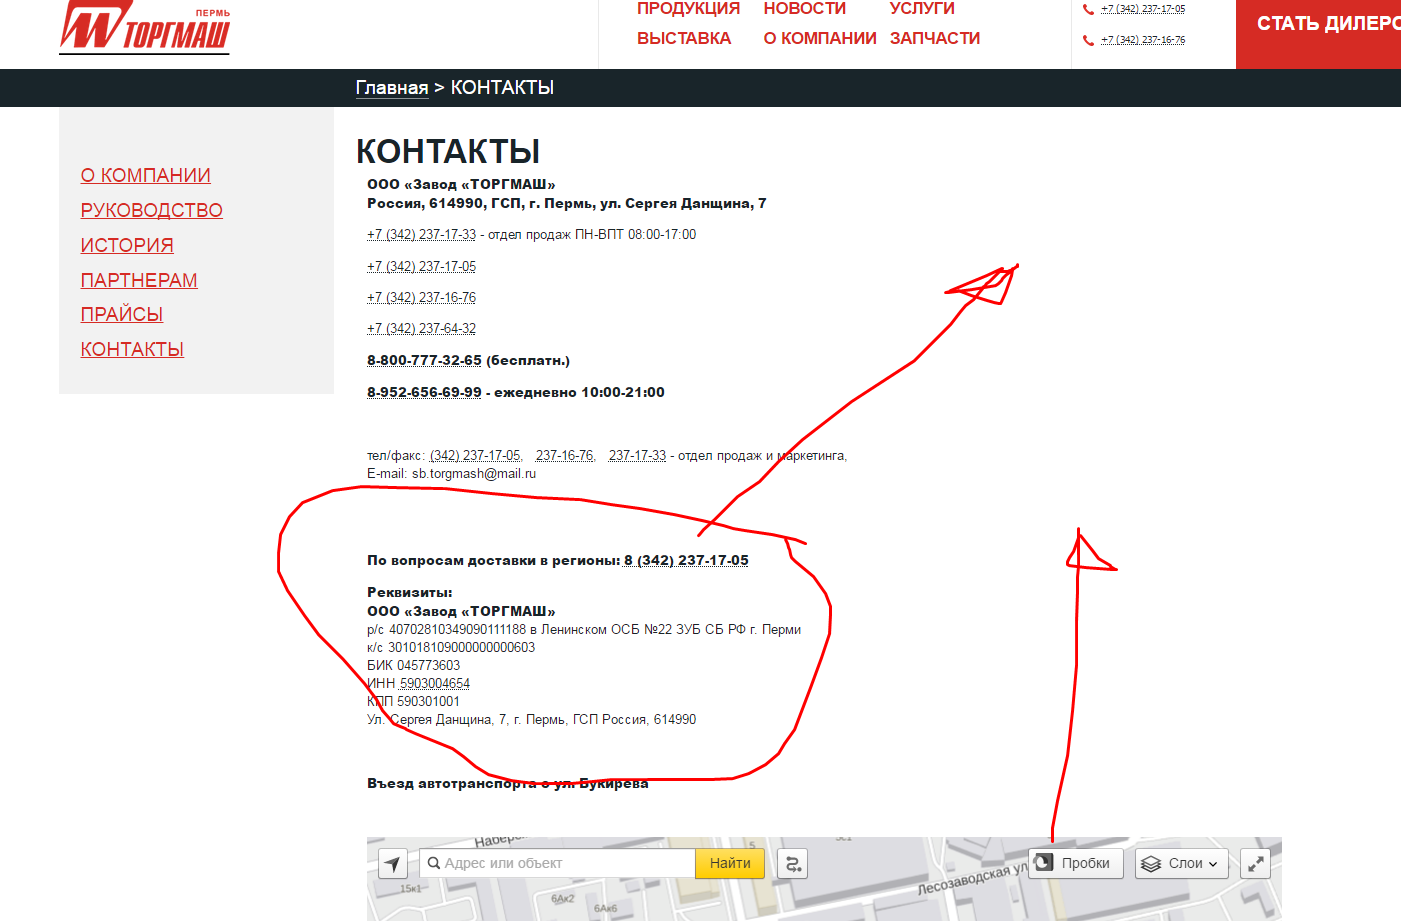 ПЕРМЬ
ТОРГМАШ
ПРОДУКЦИЯ НОВОСТИ УСЛУГИ
ВЫСТАВКА О КОМПАНИИ ЗАПЧАСТИ
+7 (342) 237-17-05
+7 (342) 237-16-76
СТАТЬ ДИЛЕРО
Главная > КОНТАКТЫ
О КОМПАНИИ
РУКОВОДСТВО
ИСТОРИЯ
ПАРТНЕРАМ
ПРАЙСЫ
КОНТАКТЫ
КОНТАКТЫ
ООО «Завод «ТОРГМАШ»
Россия, 614990, ГСП, г. Пермь, ул. Сергея Данщина, 7
+7 (342) 237-17-33 - отдел продаж ПН-ВПТ 08:00-17:00
+7 (342) 237-17-05
+7 (342) 237-16-76
+7 (342) 237-64-32
8-800-777-32-65 (бесплатн.)
8-952-656-69-99 - ежедневно 10:00-21:00
тел/факс: (342) 237-17-05, 237-16-76, 237-17-33 - отдел продаж и маркетинга,
E-mail: sb.torgmash@mail.ru
По вопросам доставки в регионы: 8 (342) 237-17-05
Реквизиты:
ООО «Завод «ТОРГМАШ»
р/с 40702810349090111188 в Ленинском ОСБ №22 ЗУБ СБ РФ г. Перми
к/с 301018109000000000603
БИК 045773603
ИНН 5903004654
КПП 590301001
Ул. Сергея Данщина, 7, г. Пермь, ГСП Россия, 614990
Въезд автотранспорта с ул. Букирева
Адрес или объект
Найти
Пробки
Слои
15к1
6Ак2
6Ак6
5
Лесозаводская ул